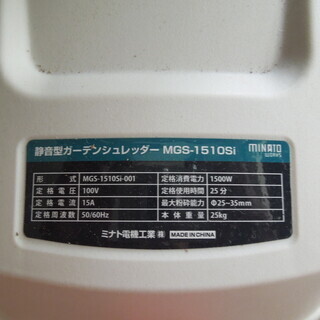 静音型ガーデンシュレッダー MGS-1510Si
MINATO WORKS
形式 MGS-1510Si-001 定格消費電力 1500W
定格電圧 100V 定格使用時間 25分
定格電流 15A 最大粉砕能力 Φ25~35mm
定格周波数 50/60Hz 本体重量 25kg
ミナト電機工業㈱ MADE IN CHINA